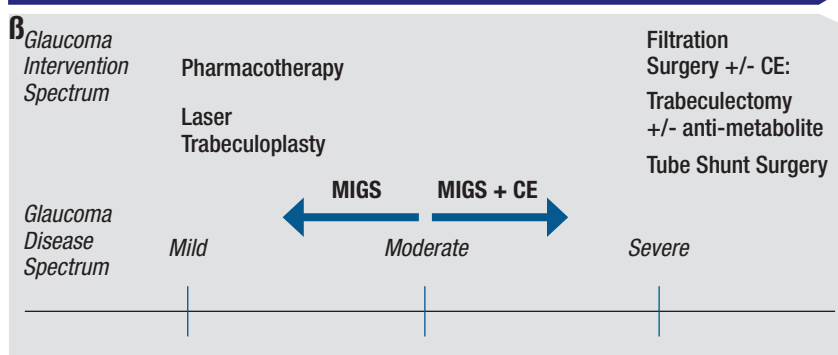 ß
Glaucoma
Intervention
Spectrum
Pharmacotherapy
Laser
Trabeculoplasty
Filtration
Surgery +/- CE:
Trabeculectomy
+/- anti-metabolite
Tube Shunt Surgery
MIGS
MIGS + CE
Glaucoma
Disease
Spectrum
Mild
Moderate
Severe